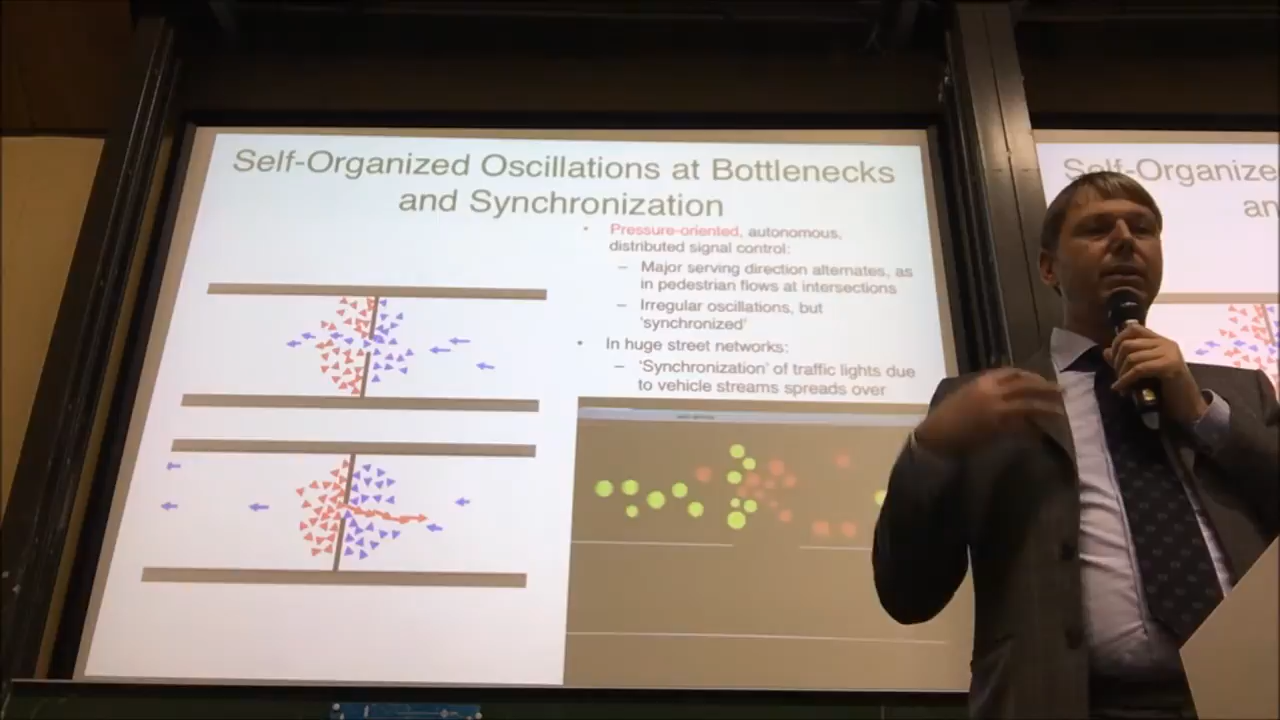 Self-Organized Oscillations at Bottlenecks
and Synchronization
• Pressure-oriented, autonomous,
distributed signal control:
– Major serving direction alternates, as
in pedestrian flows at intersections
– Irregular oscillations, but
'synchronized'
• In huge street networks:
– 'Synchronization' of traffic lights due
to vehicle streams spreads over
Self-Organize
an